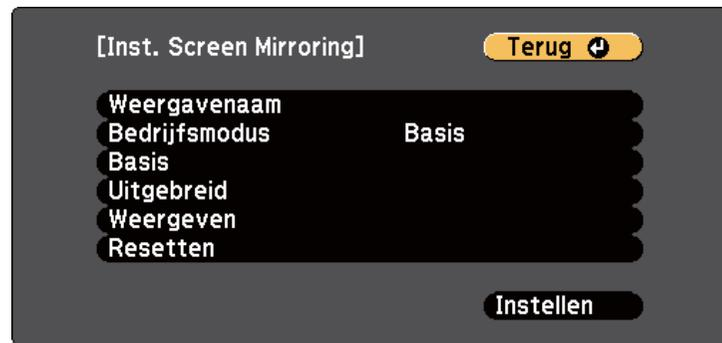 [Inst. Screen Mirroring] Terug
Weergavenaam
Bedrijfsmodus Basis
Basis
Uitgebreid
Weergeven
Resetten
Instellen